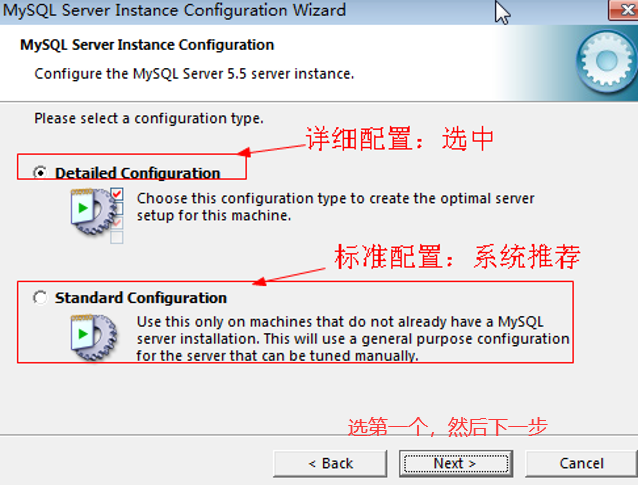 MySQL Server Instance Configuration Wizard
MySQL Server Instance Configuration
Configure the MySQL Server 5.5 server instance.
Please select a configuration type.
详细配置：选中
Detailed Configuration
Choose this configuration type to create the optimal server
setup for this machine.
标准配置：系统推荐
Standard Configuration
Use this only on machines that do not already have a MySQL
server installation. This will use a general purpose configuration
for the server that can be tuned manually.
选第一个，然后下一步
< Back
Next >
Cancel